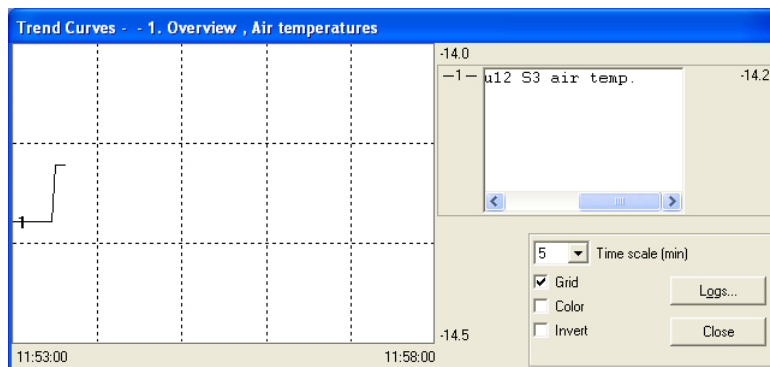 Trend Curves - - 1. Overview , Air temperatures
-14.0
1 u12 S3 air temp. -14.2
1
5 Time scale (min)
Grid
Logs...
Color
Invert
Close
-14.5
11:53:00 11:58:00